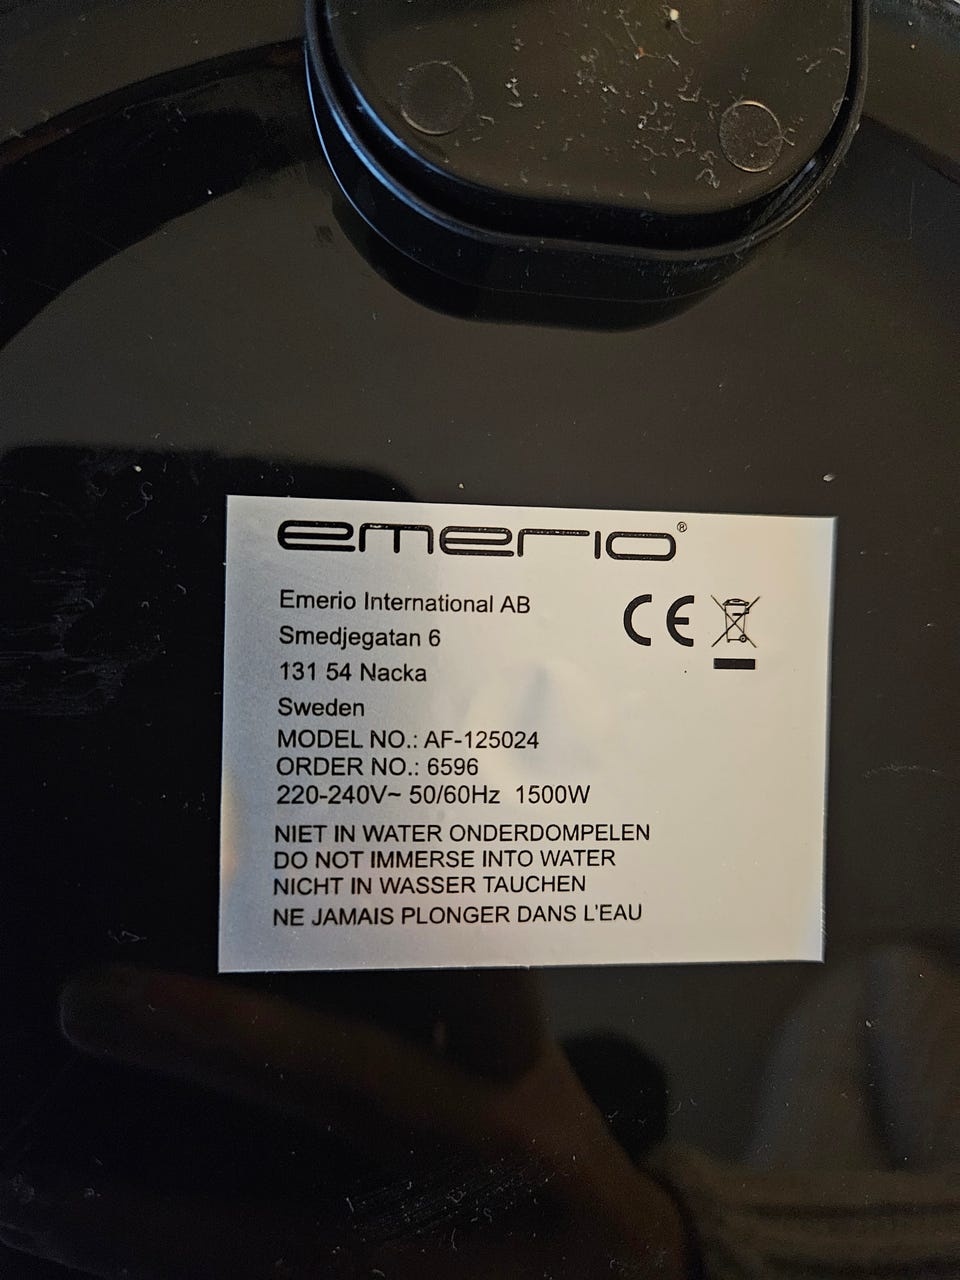 emerio®
Emerio International AB
Smedjegatan 6
131 54 Nacka
Sweden
MODEL NO.: AF-125024
ORDER NO.: 6596
220-240V~ 50/60Hz 1500W
NIET IN WATER ONDERDOMPELEN
DO NOT IMMERSE INTO WATER
NICHT IN WASSER TAUCHEN
NE JAMAIS PLONGER DANS L'EAU
CE